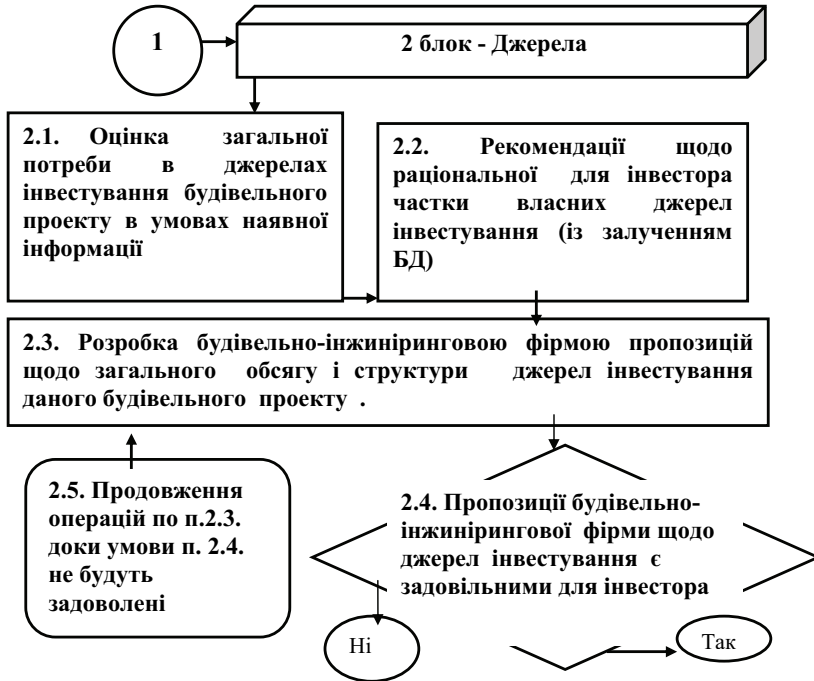 1
2 блок - Джерела
2.1. Оцінка загальної
потреби в джерелах
інвестування будівельного
проекту в умовах наявної
інформації
2.2. Рекомендації щодо
раціональної для інвестора
частки власних джерел
інвестування (із залученням
БД)
2.3. Розробка будівельно-інжиніринговою фірмою пропозицій
щодо загального обсягу і структури джерел інвестування
даного будівельного проекту .
2.5. Продовження
операцій по п.2.3.
доки умови п. 2.4.
не будуть
задоволені
2.4. Пропозиції будівельно-
інжинірингової фірми щодо
джерел інвестування є
задовільними для інвестора
Ні
Так